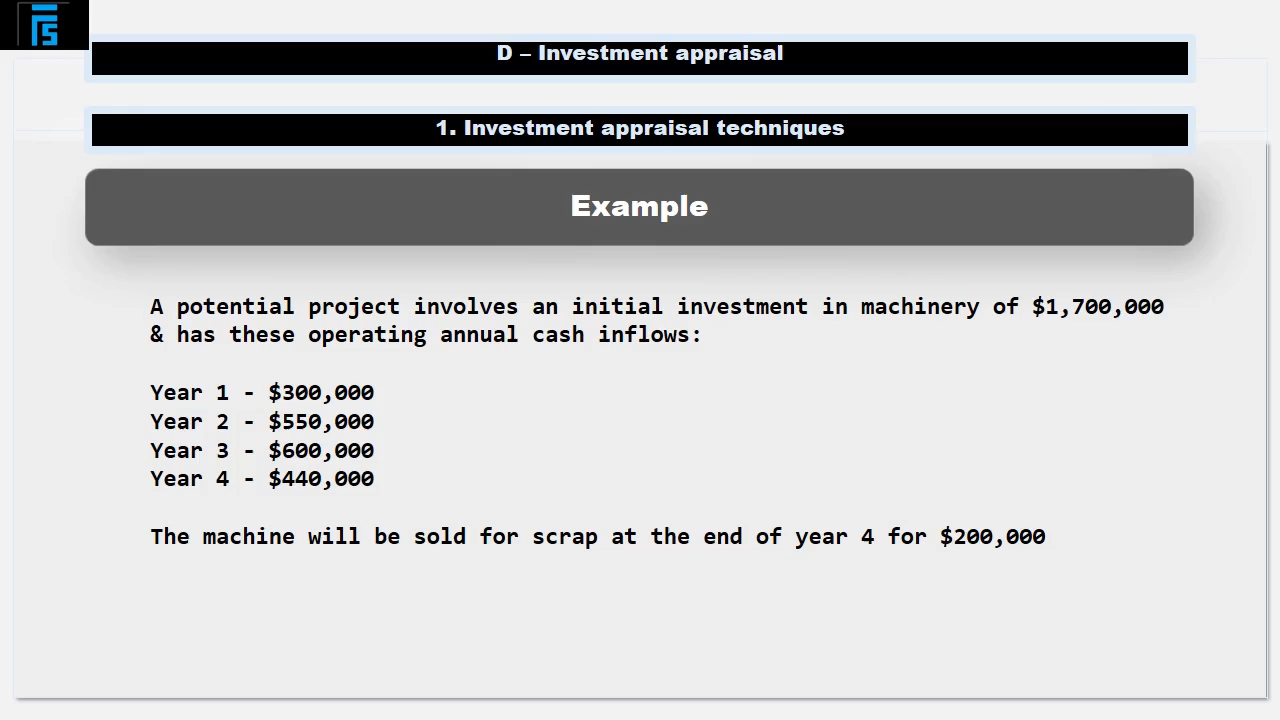 D – Investment appraisal
1. Investment appraisal techniques
Example
A potential project involves an initial investment in machinery of $1,700,000
& has these operating annual cash inflows:
Year 1 - $300,000
Year 2 - $550,000
Year 3 - $600,000
Year 4 - $440,000
The machine will be sold for scrap at the end of year 4 for $200,000